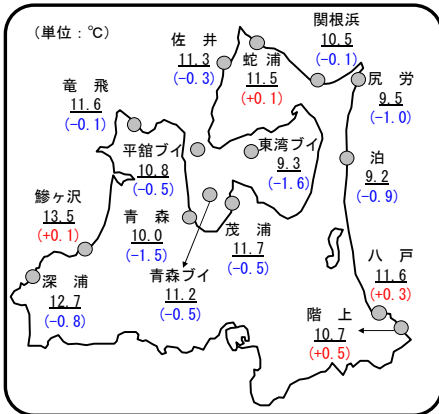 (単位：℃)
佐井
11.3
(-0.3)
蛇浦
11.5
(+0.1)
関根浜
10.5
(-0.1)
尻労
9.5
(-1.0)
竜飛
11.6
(-0.1)
平舘ブイ
10.8
(-0.5)
東湾ブイ
9.3
(-1.6)
泊
9.2
(-0.9)
鰺ヶ沢
13.5
(+0.1)
青森
10.0
(-1.5)
茂浦
11.7
(-0.5)
青森ブイ
11.2
(-0.5)
深浦
12.7
(-0.8)
八戸
11.6
(+0.3)
階上
10.7
(+0.5)